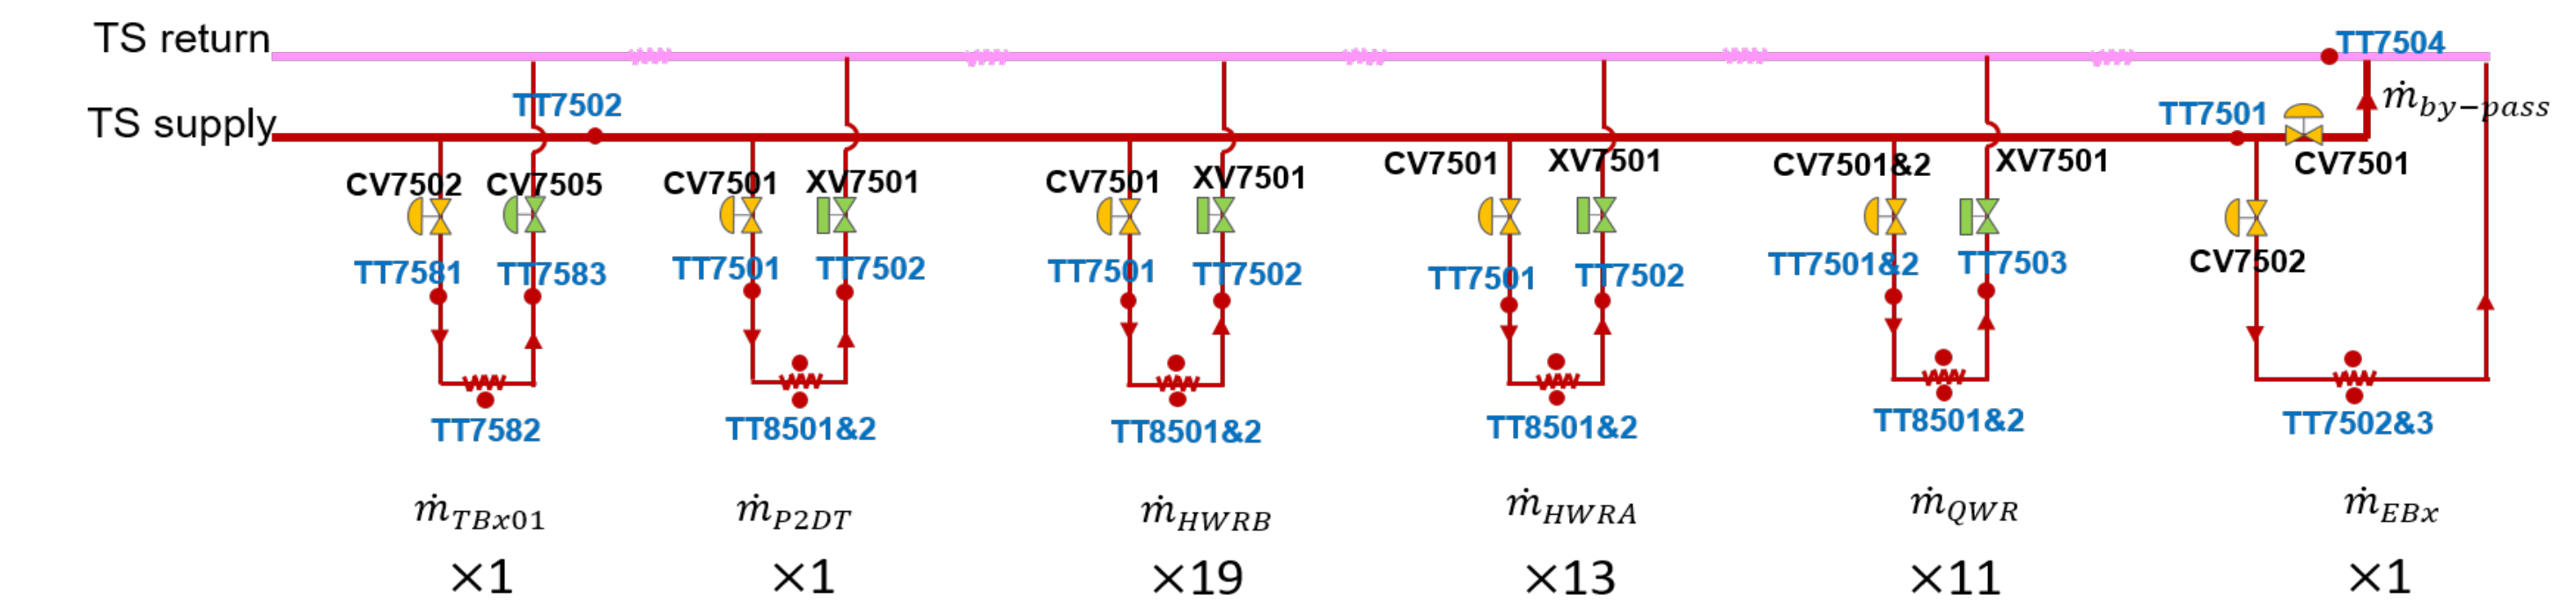 TS return
TT7504
TS supply
TT7502
TT7501
ṁby−pass
CV7502 CV7505
CV7501 XV7501
CV7501 XV7501
CV7501 XV7501
CV7501&2 XV7501
CV7501
TT7581 TT7583
TT7501 TT7502
TT7501 TT7502
TT7501 TT7502
TT7501&2 TT7503
CV7502
TT7582
TT8501&2
TT8501&2
TT8501&2
TT8501&2
TT7502&3
ṁTBx01
ṁP2DT
ṁHWRB
ṁHWRA
ṁQWR
ṁEBx
×1
×1
×19
×13
×11
×1